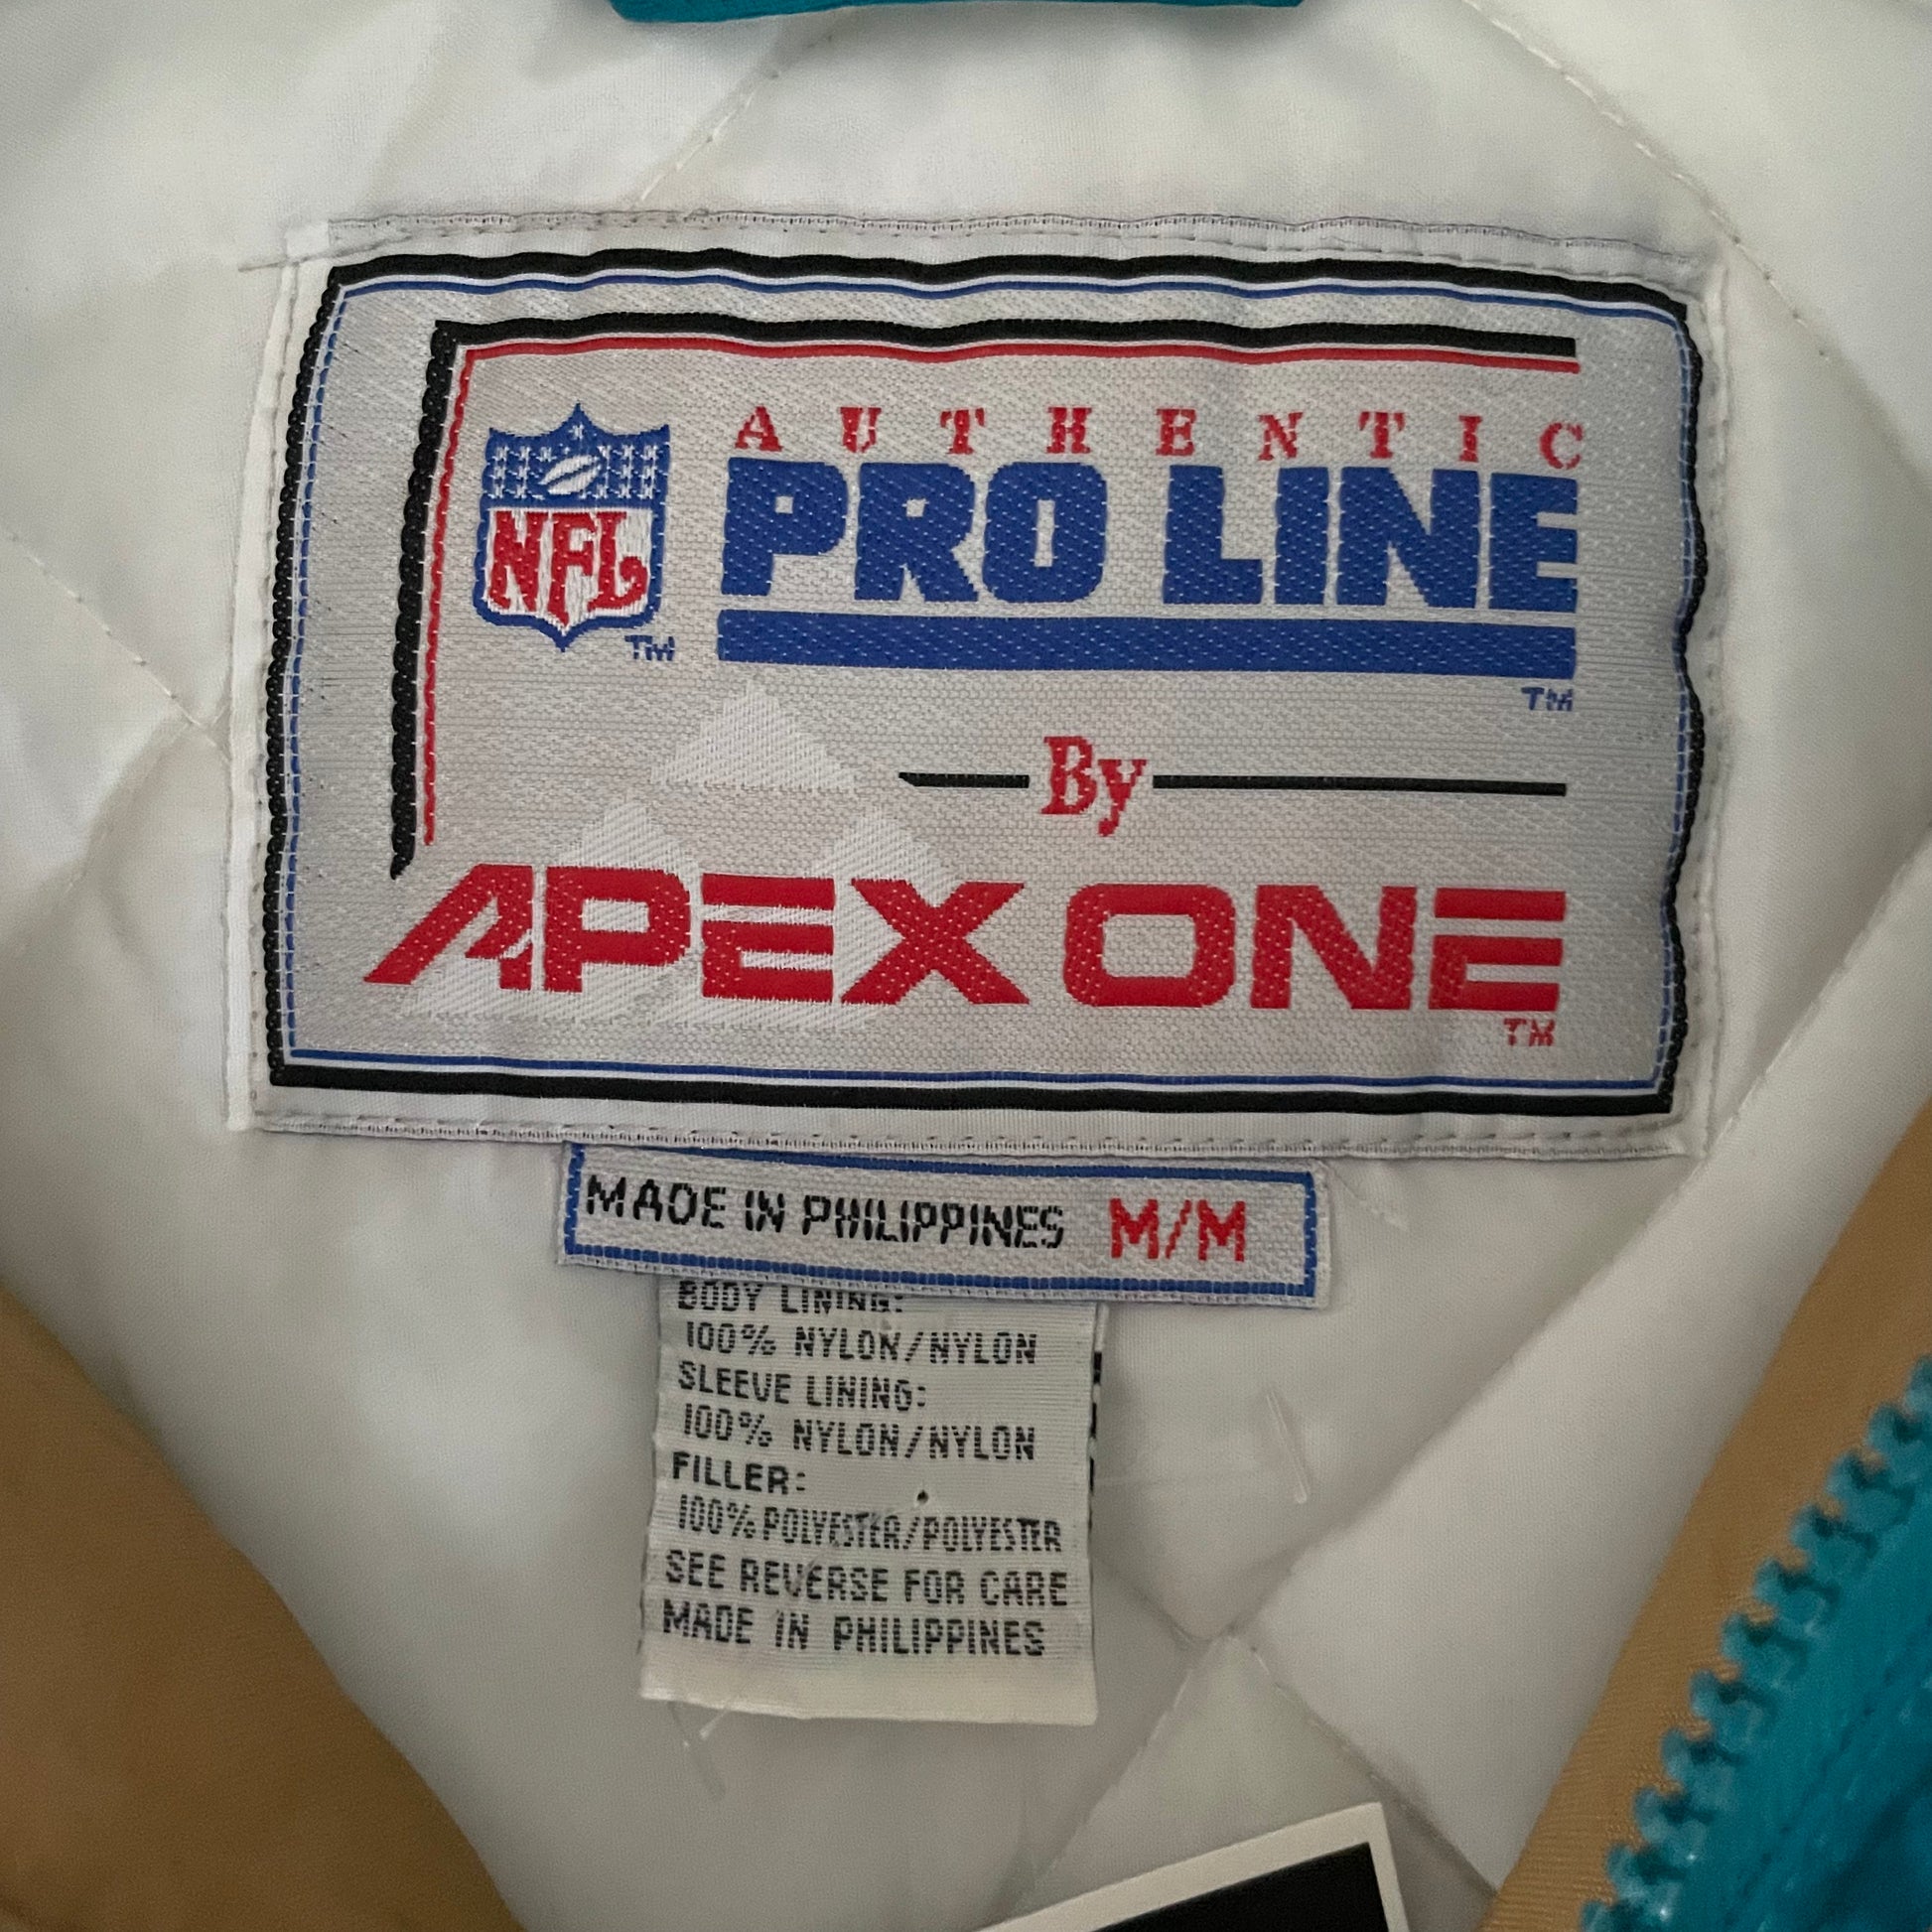 AUTHENTIC
PRO LINE
NFL
TM
TM
By
APEX ONE
TM
MADE IN PHILIPPINES M/M
BODY LINING:
100% NYLON/NYLON
SLEEVE LINING:
100% NYLON/NYLON
FILLER:
100% POLYESTER/POLYESTER
SEE REVERSE FOR CARE
MADE IN PHILIPPINES